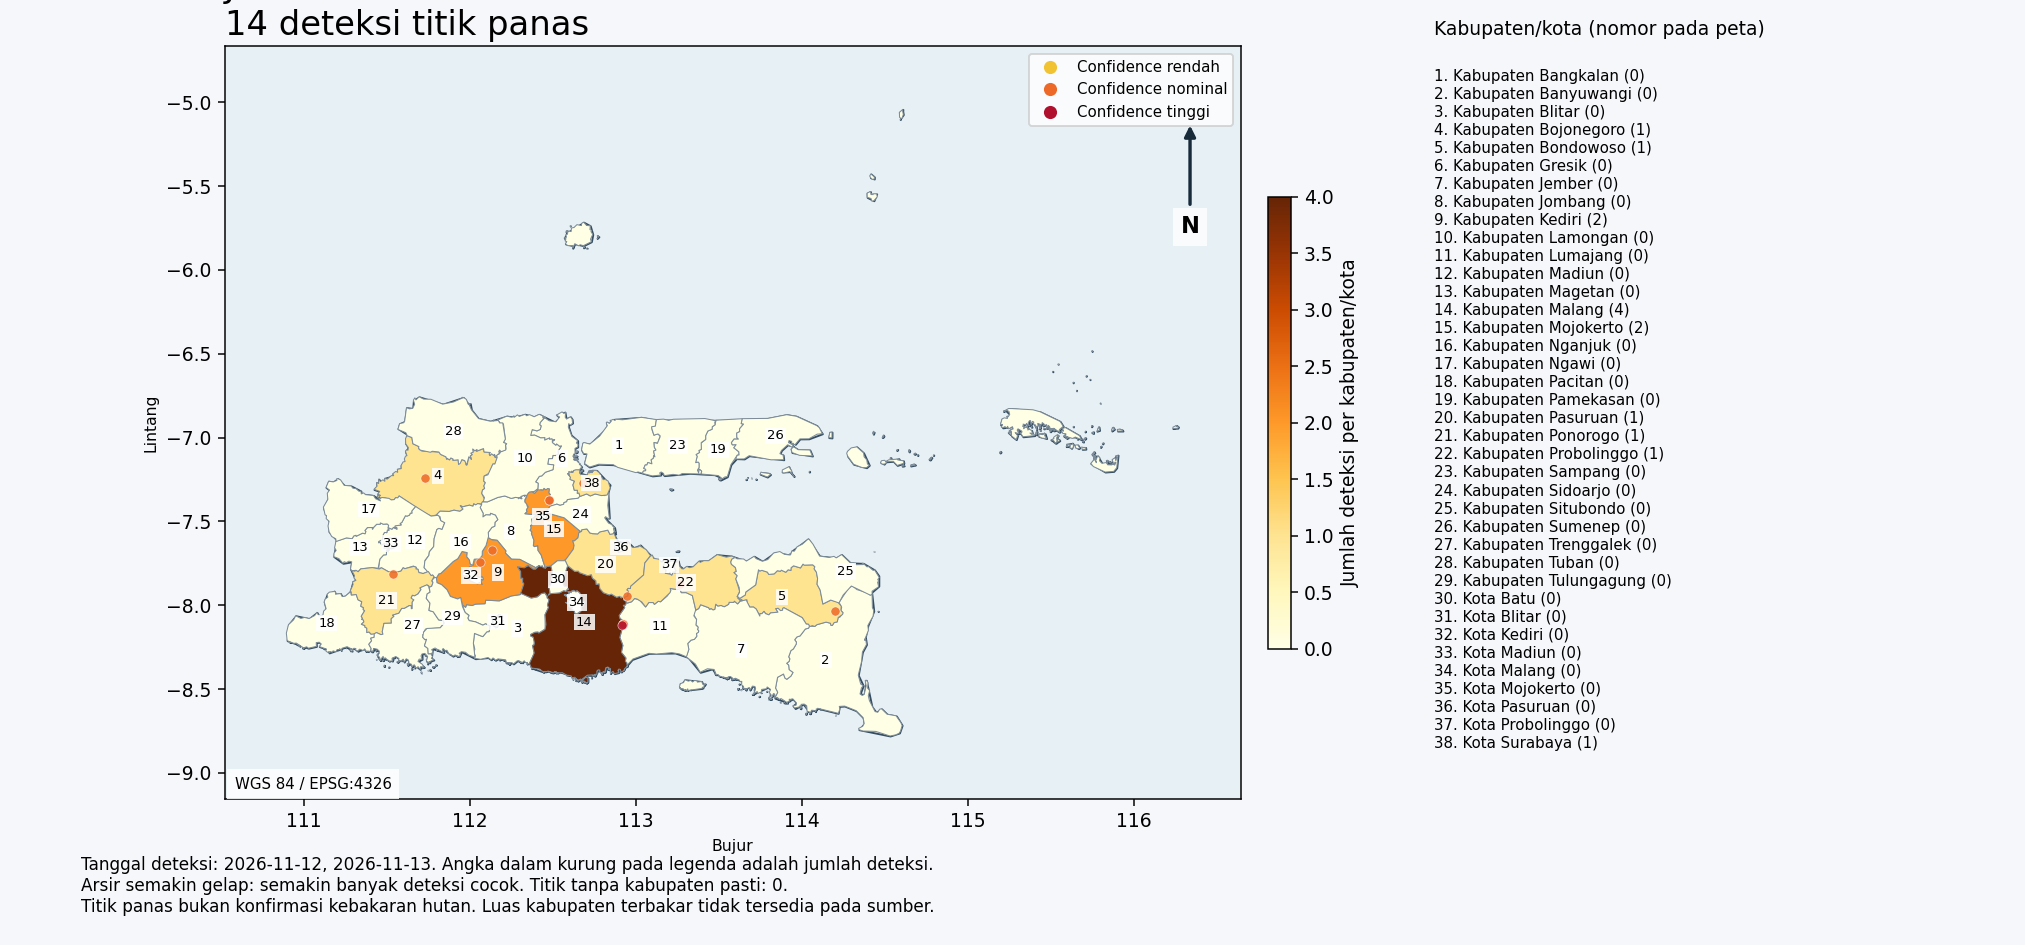 14 deteksi titik panas
Confidence rendah
Confidence nominal
Confidence tinggi
N
−5.0
−5.5
−6.0
−6.5
−7.0
−7.5
−8.0
−8.5
−9.0
Lintang
28
10
6
1
23
19
26
4
38
17
35
15
24
13
33
12
16
8
36
20
37
22
25
32
9
30
34
5
21
14
18
27
29
31
3
11
7
2
WGS 84 / EPSG:4326
111
112
113
114
115
116
Bujur
4.0
3.5
3.0
2.5
2.0
1.5
1.0
0.5
0.0
Jumlah deteksi per kabupaten/kota
Kabupaten/kota (nomor pada peta)
1. Kabupaten Bangkalan (0)
2. Kabupaten Banyuwangi (0)
3. Kabupaten Blitar (0)
4. Kabupaten Bojonegoro (1)
5. Kabupaten Bondowoso (1)
6. Kabupaten Gresik (0)
7. Kabupaten Jember (0)
8. Kabupaten Jombang (0)
9. Kabupaten Kediri (2)
10. Kabupaten Lamongan (0)
11. Kabupaten Lumajang (0)
12. Kabupaten Madiun (0)
13. Kabupaten Magetan (0)
14. Kabupaten Malang (4)
15. Kabupaten Mojokerto (2)
16. Kabupaten Nganjuk (0)
17. Kabupaten Ngawi (0)
18. Kabupaten Pacitan (0)
19. Kabupaten Pamekasan (0)
20. Kabupaten Pasuruan (1)
21. Kabupaten Ponorogo (1)
22. Kabupaten Probolinggo (1)
23. Kabupaten Sampang (0)
24. Kabupaten Sidoarjo (0)
25. Kabupaten Situbondo (0)
26. Kabupaten Sumenep (0)
27. Kabupaten Trenggalek (0)
28. Kabupaten Tuban (0)
29. Kabupaten Tulungagung (0)
30. Kota Batu (0)
31. Kota Blitar (0)
32. Kota Kediri (0)
33. Kota Madiun (0)
34. Kota Malang (0)
35. Kota Mojokerto (0)
36. Kota Pasuruan (0)
37. Kota Probolinggo (0)
38. Kota Surabaya (1)
Tanggal deteksi: 2026-11-12, 2026-11-13. Angka dalam kurung pada legenda adalah jumlah deteksi.
Arsir semakin gelap: semakin banyak deteksi cocok. Titik tanpa kabupaten pasti: 0.
Titik panas bukan konfirmasi kebakaran hutan. Luas kabupaten terbakar tidak tersedia pada sumber.